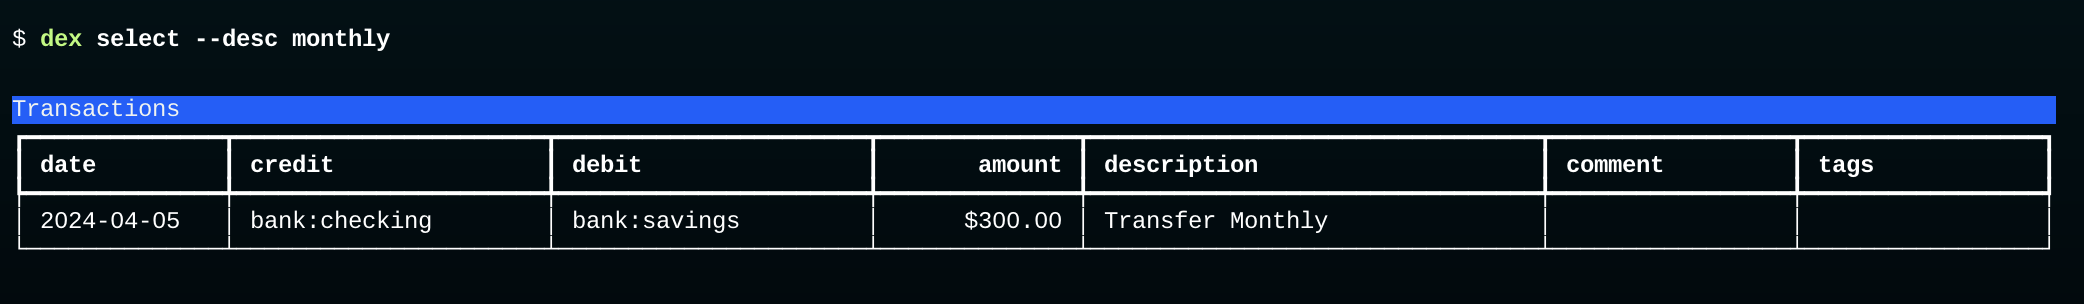 $ dex select --desc monthly
Transactions
date credit debit amount description comment tags
2024-04-05 bank:checking bank:savings $300.00 Transfer Monthly